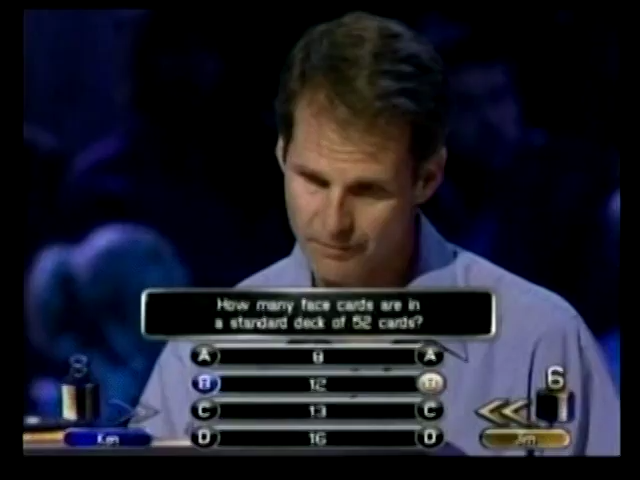 How many face cards are in
a standard deck of 52 cards?
A 8 A
B 12 B
C 13 C
D 16 D
8
6
Ken
Jim